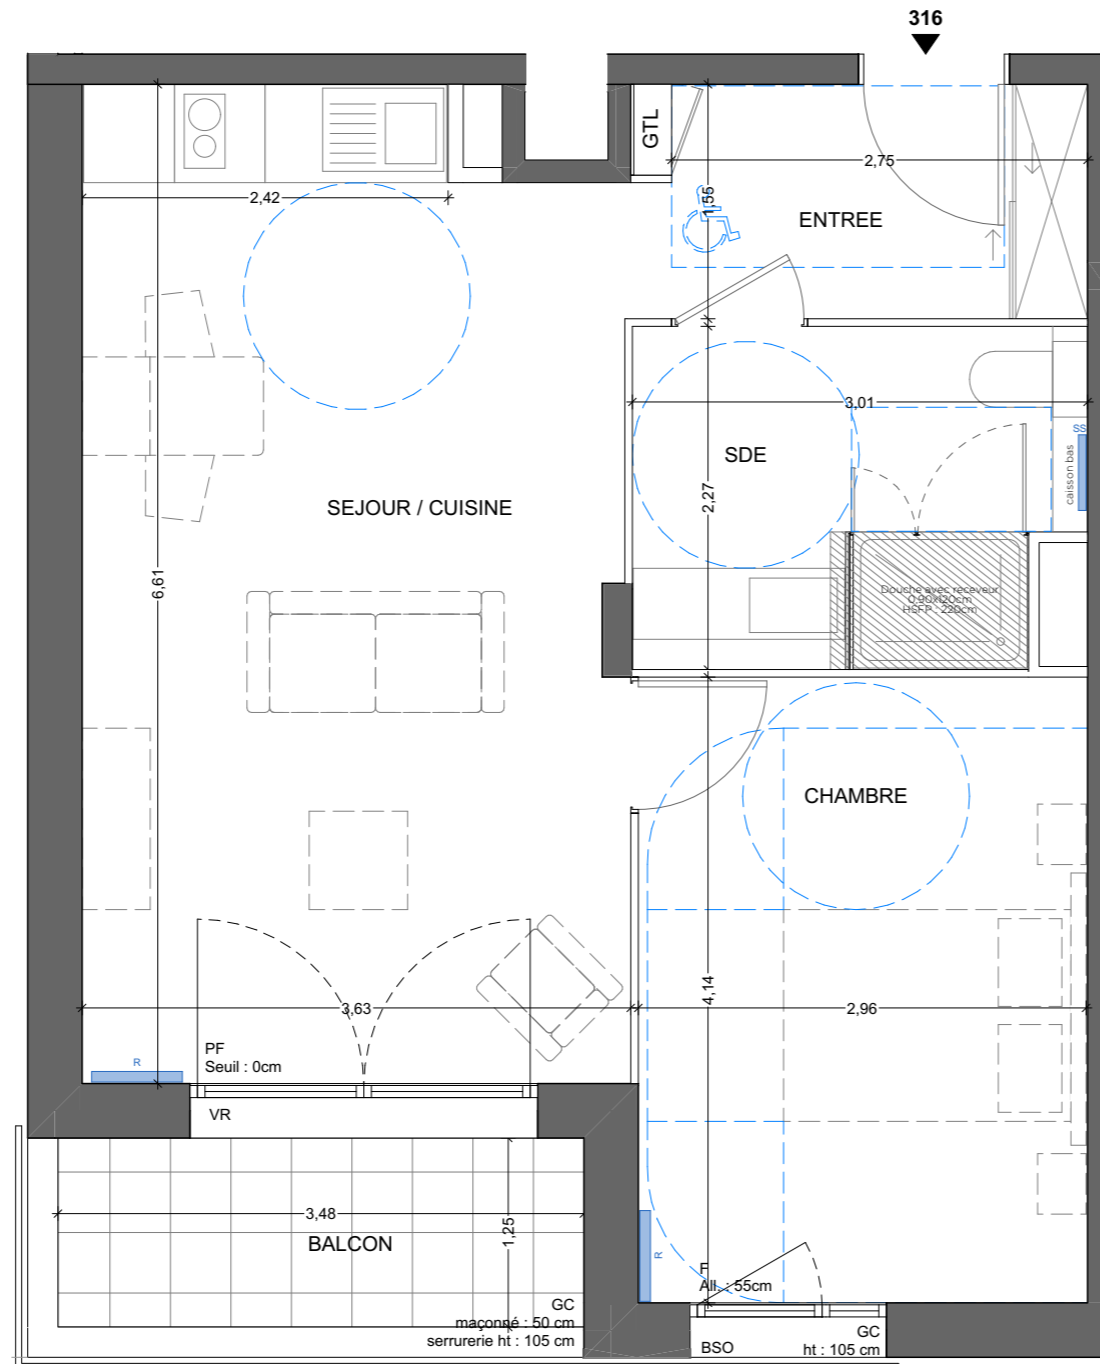 316
GTL
2,75
1,55
ENTREE
2,42
3,01
SDE
SS
caisson bas
2,27
SEJOUR / CUISINE
6,61
Douche avec receveur
0.90x120cm
HSFP : 220cm
CHAMBRE
4,14
3,63
2,96
PF
Seuil : 0cm
R
VR
3,48
1,25
BALCON
R
F
All. : 55cm
GC
maçonné : 50 cm
serrurerie ht : 105 cm
BSO
GC
ht : 105 cm